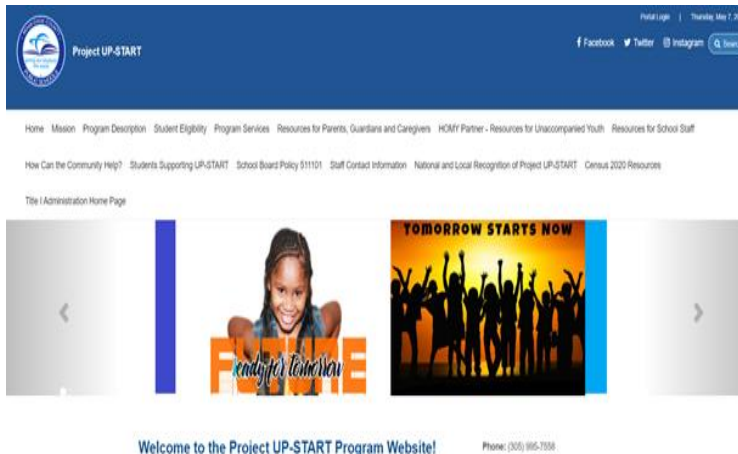 Portal Login | Thursday, May 7, 20
Project UP-START
Facebook Twitter Instagram
Home Mission Program Description Student Eligibility Program Services Resources for Parents, Guardians and Caregivers HOMY Partner - Resources for Unaccompanied Youth Resources for School Staff
How Can the Community Help? Students Supporting UP-START School Board Policy 5111.01 Staff Contact Information National and Local Recognition of Project UP-START Census 2020 Resources
Title I Administration Home Page
TOMORROW STARTS NOW
FUTURE
Ready for tomorrow
Welcome to the Project UP-START Program Website!
Phone: (305) 995-7558